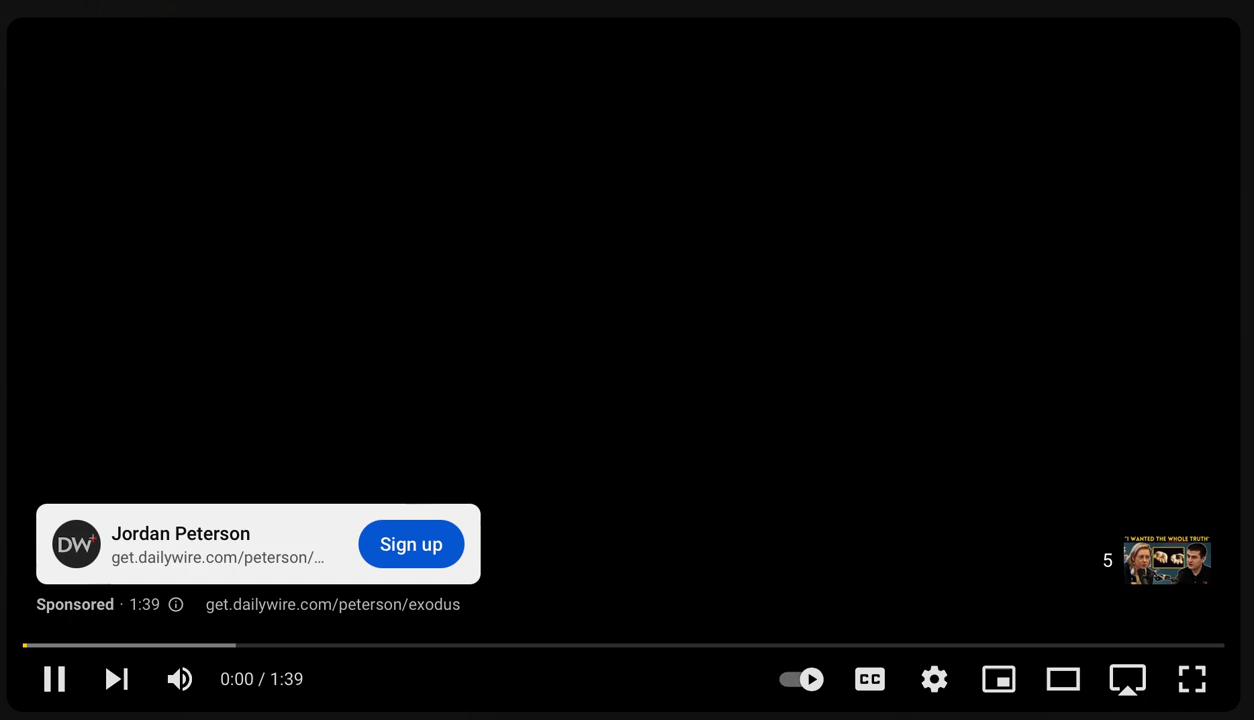 DW+
Jordan Peterson
get.dailywire.com/peterson/...
Sign up
Sponsored · 1:39
get.dailywire.com/peterson/exodus
5
"I WANTED THE WHOLE TRUTH"
0:00 / 1:39
CC